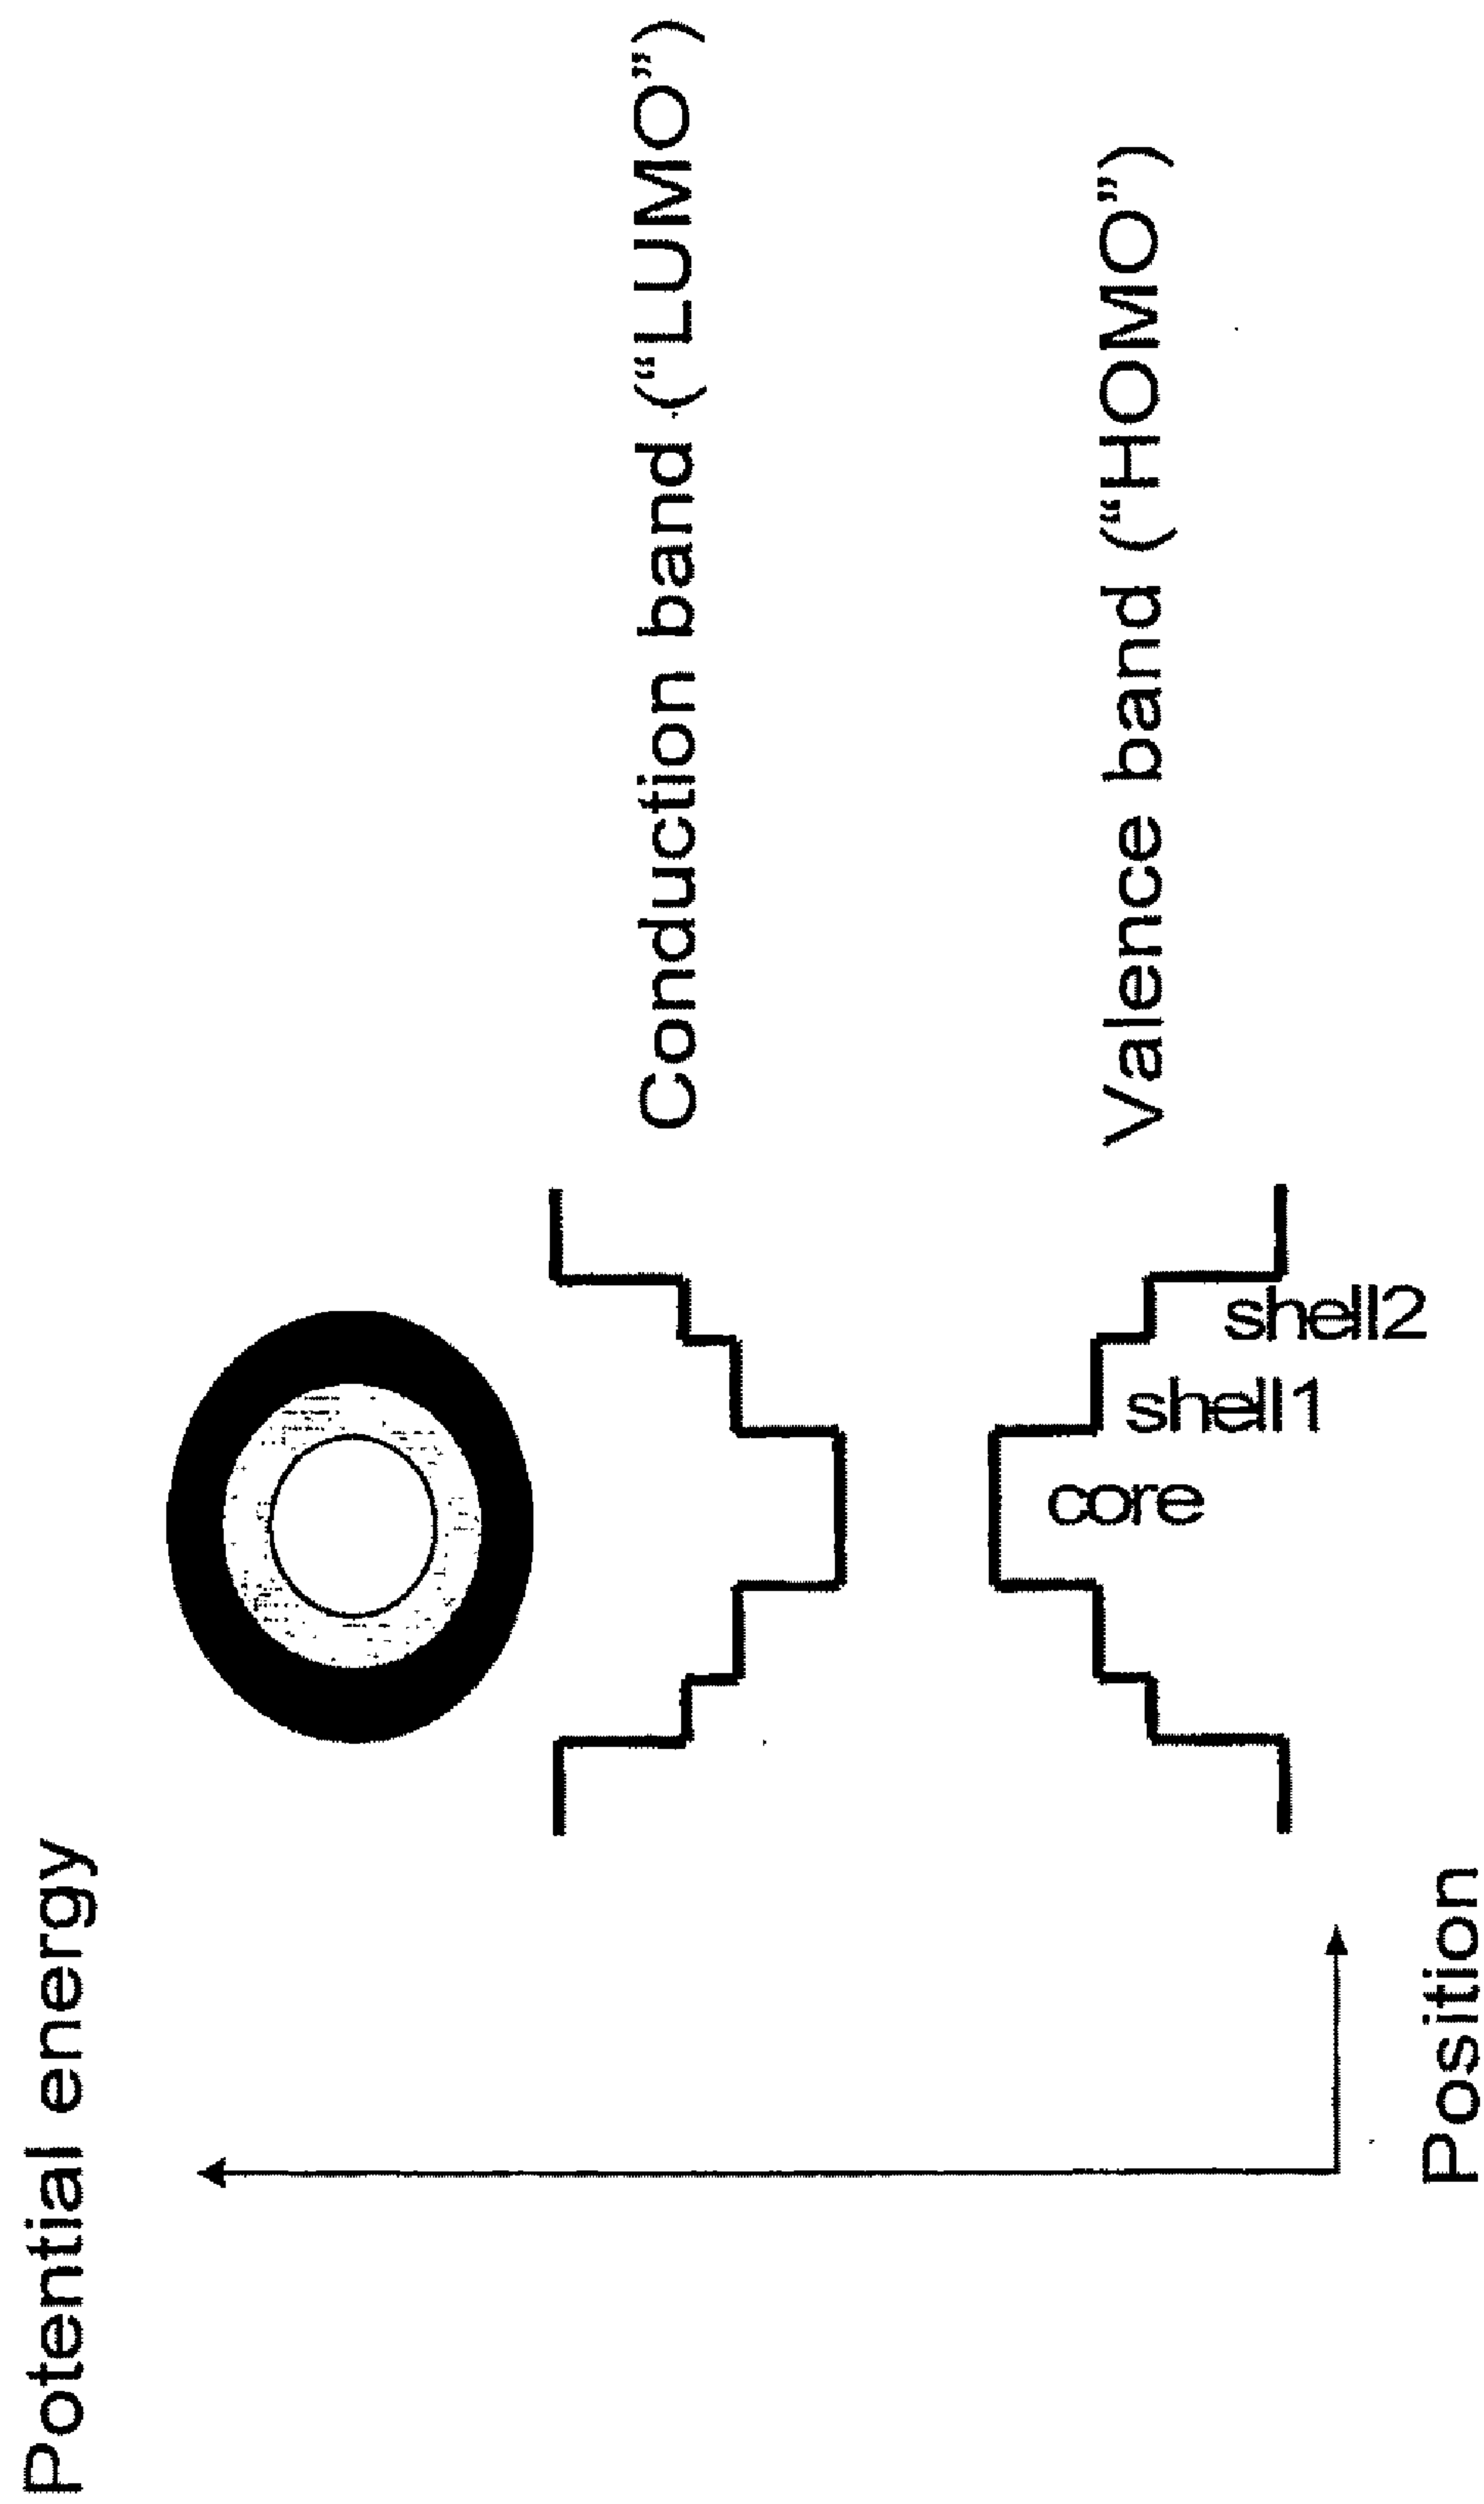 Potential energy
Conduction band (“LUMO”)
Valence band (“HOMO”)
core
shell1
shell2
Position